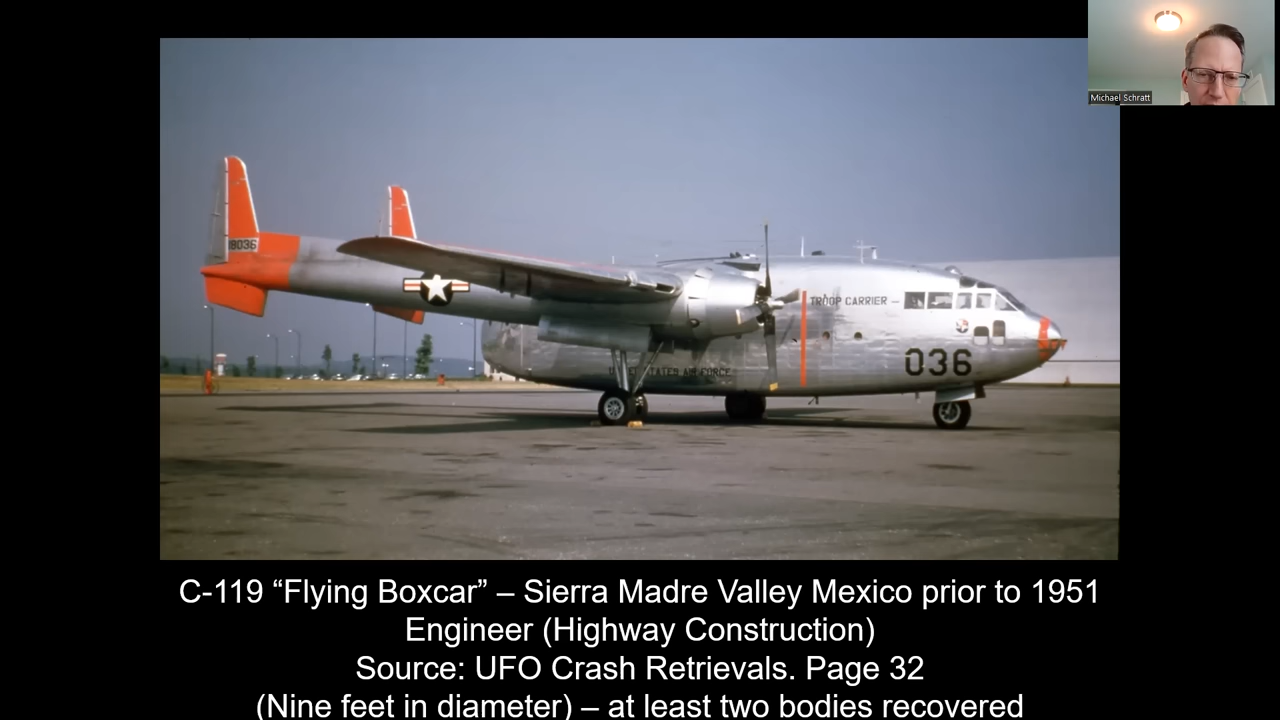 Michael Schratt
18036
TROOP CARRIER –
036
UNITED STATES AIR FORCE
C-119 “Flying Boxcar” – Sierra Madre Valley Mexico prior to 1951
Engineer (Highway Construction)
Source: UFO Crash Retrievals. Page 32
(Nine feet in diameter) – at least two bodies recovered